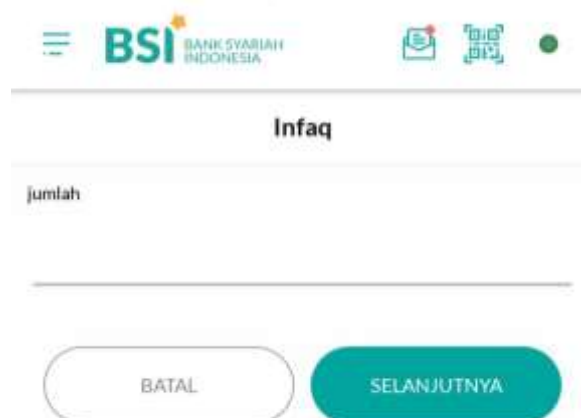 BSI BANK SYARIAH
INDONESIA
Infaq
jumlah
BATAL SELANJUTNYA